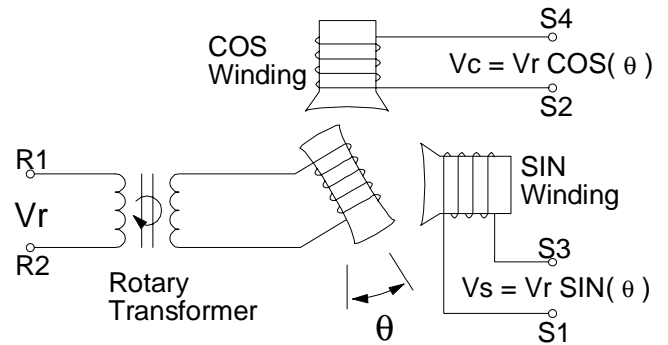 COS
Winding
S4
Vc = Vr COS( θ )
S2
R1
Vr
R2
Rotary
Transformer
SIN
Winding
S3
Vs = Vr SIN( θ )
S1
θ